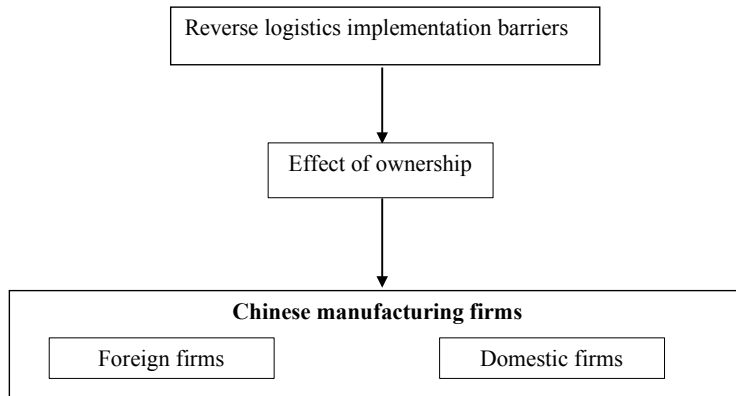 Reverse logistics implementation barriers
Effect of ownership
Chinese manufacturing firms
Foreign firms
Domestic firms